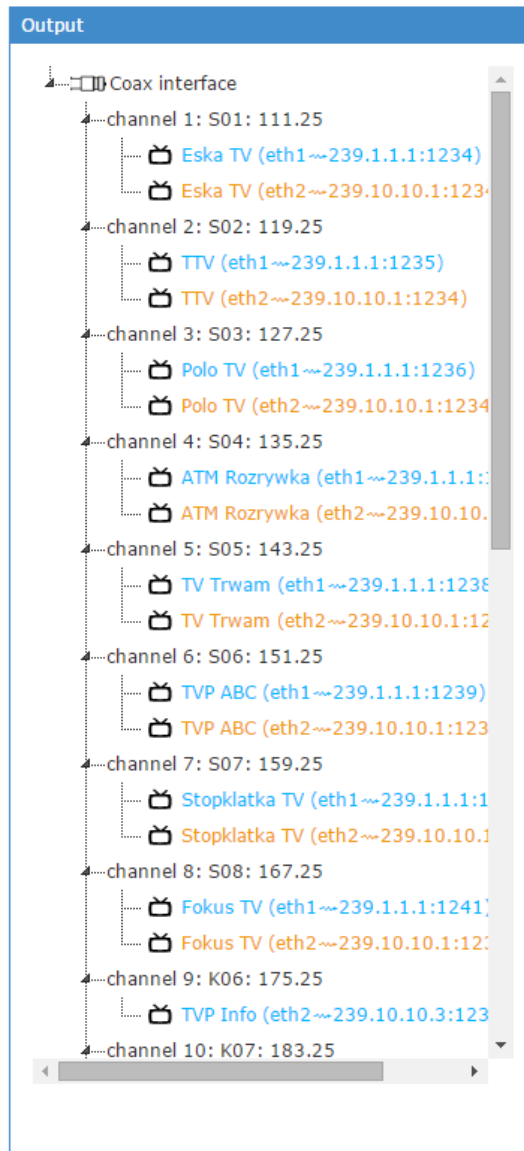 Output
Coax interface
channel 1: S01: 111.25
Eska TV (eth1⇝239.1.1.1:1234)
Eska TV (eth2⇝239.10.10.1:123
channel 2: S02: 119.25
TTV (eth1⇝239.1.1.1:1235)
TTV (eth2⇝239.10.10.1:1234)
channel 3: S03: 127.25
Polo TV (eth1⇝239.1.1.1:1236)
Polo TV (eth2⇝239.10.10.1:1234
channel 4: S04: 135.25
ATM Rozrywka (eth1⇝239.1.1.1:
ATM Rozrywka (eth2⇝239.10.10.
channel 5: S05: 143.25
TV Trwam (eth1⇝239.1.1.1:1238
TV Trwam (eth2⇝239.10.10.1:12
channel 6: S06: 151.25
TVP ABC (eth1⇝239.1.1.1:1239)
TVP ABC (eth2⇝239.10.10.1:123
channel 7: S07: 159.25
Stopklatka TV (eth1⇝239.1.1.1:1
Stopklatka TV (eth2⇝239.10.10.1
channel 8: S08: 167.25
Fokus TV (eth1⇝239.1.1.1:1241)
Fokus TV (eth2⇝239.10.10.1:123
channel 9: K06: 175.25
TVP Info (eth2⇝239.10.10.3:123
channel 10: K07: 183.25